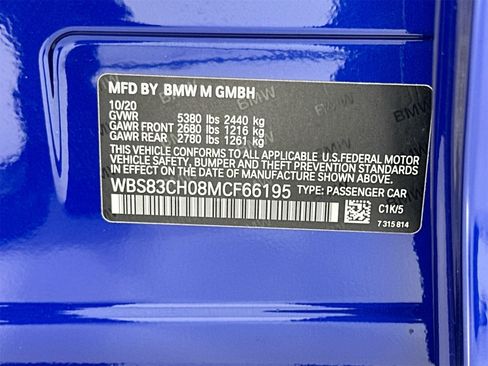 MFD BY BMW M GMBH
10/20
GVWR 5380 lbs 2440 kg
GAWR FRONT 2680 lbs 1216 kg
GAWR REAR 2780 lbs 1261 kg
THIS VEHICLE CONFORMS TO ALL APPLICABLE U.S.FEDERAL MOTOR
VEHICLE SAFETY, BUMPER AND THEFT PREVENTION STANDARDS
IN EFFECT ON THE DATE OF MANUFACTURE SHOWN ABOVE.
WBS83CH08MCF66195 TYPE: PASSENGER CAR
C1K/5
7 315 814